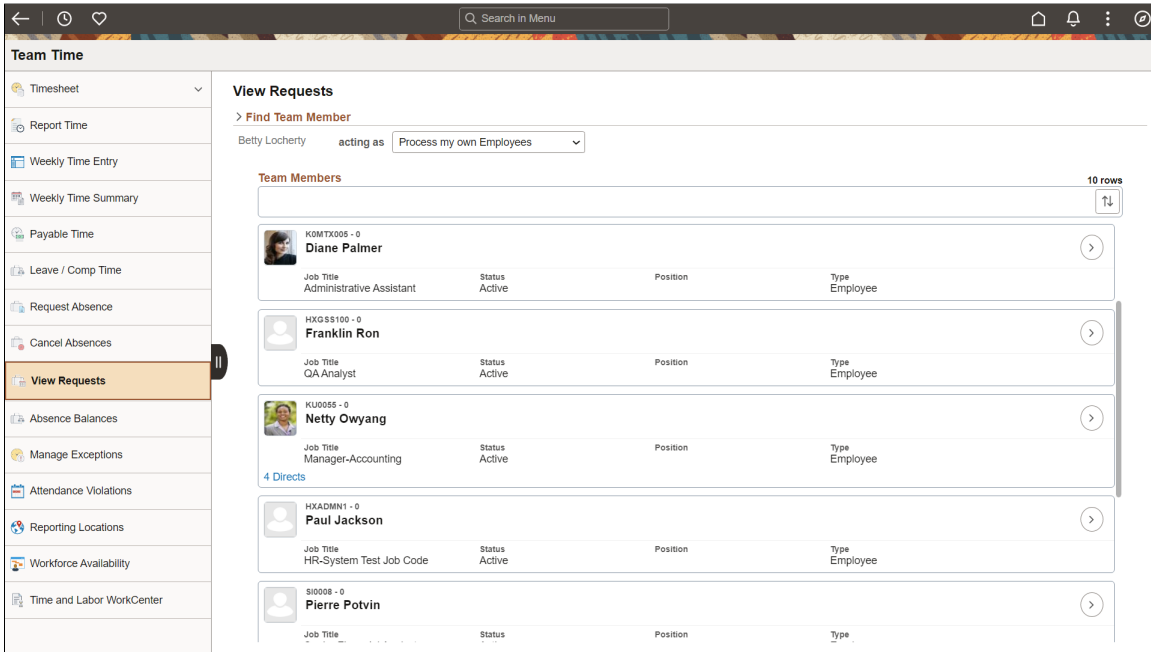 Search in Menu
Team Time
Timesheet
Report Time
Weekly Time Entry
Weekly Time Summary
Payable Time
Leave / Comp Time
Request Absence
Cancel Absences
View Requests
Absence Balances
Manage Exceptions
Attendance Violations
Reporting Locations
Workforce Availability
Time and Labor WorkCenter
View Requests
Find Team Member
Betty Locherty acting as Process my own Employees
Team Members 10 rows
K0MTX005 - 0
Diane Palmer
Job Title Status Position Type
Administrative Assistant Active Employee
HXGSS100 - 0
Franklin Ron
Job Title Status Position Type
QA Analyst Active Employee
KU0055 - 0
Netty Owyang
Job Title Status Position Type
Manager-Accounting Active Employee
4 Directs
HXADMN1 - 0
Paul Jackson
Job Title Status Position Type
HR-System Test Job Code Active Employee
SI0008 - 0
Pierre Potvin
Job Title Status Position Type